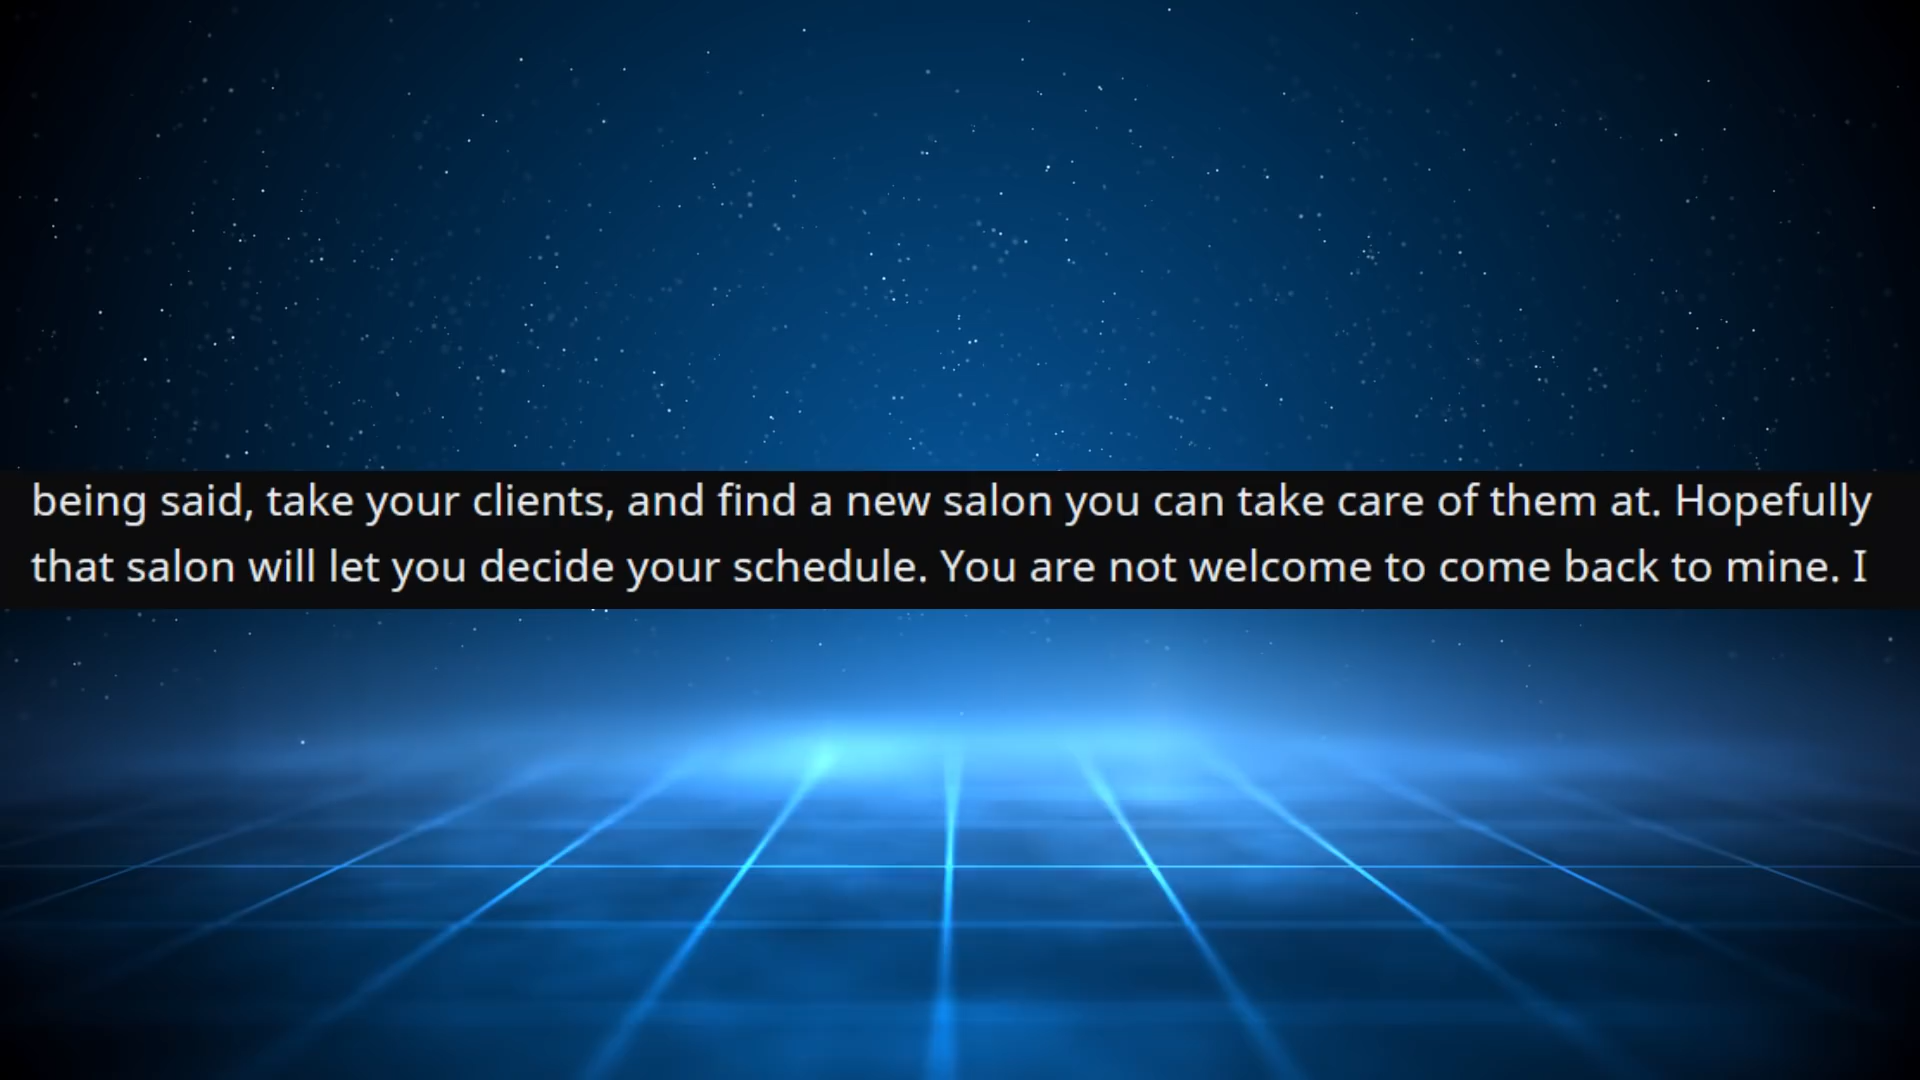 being said, take your clients, and find a new salon you can take care of them at. Hopefully
that salon will let you decide your schedule. You are not welcome to come back to mine. I